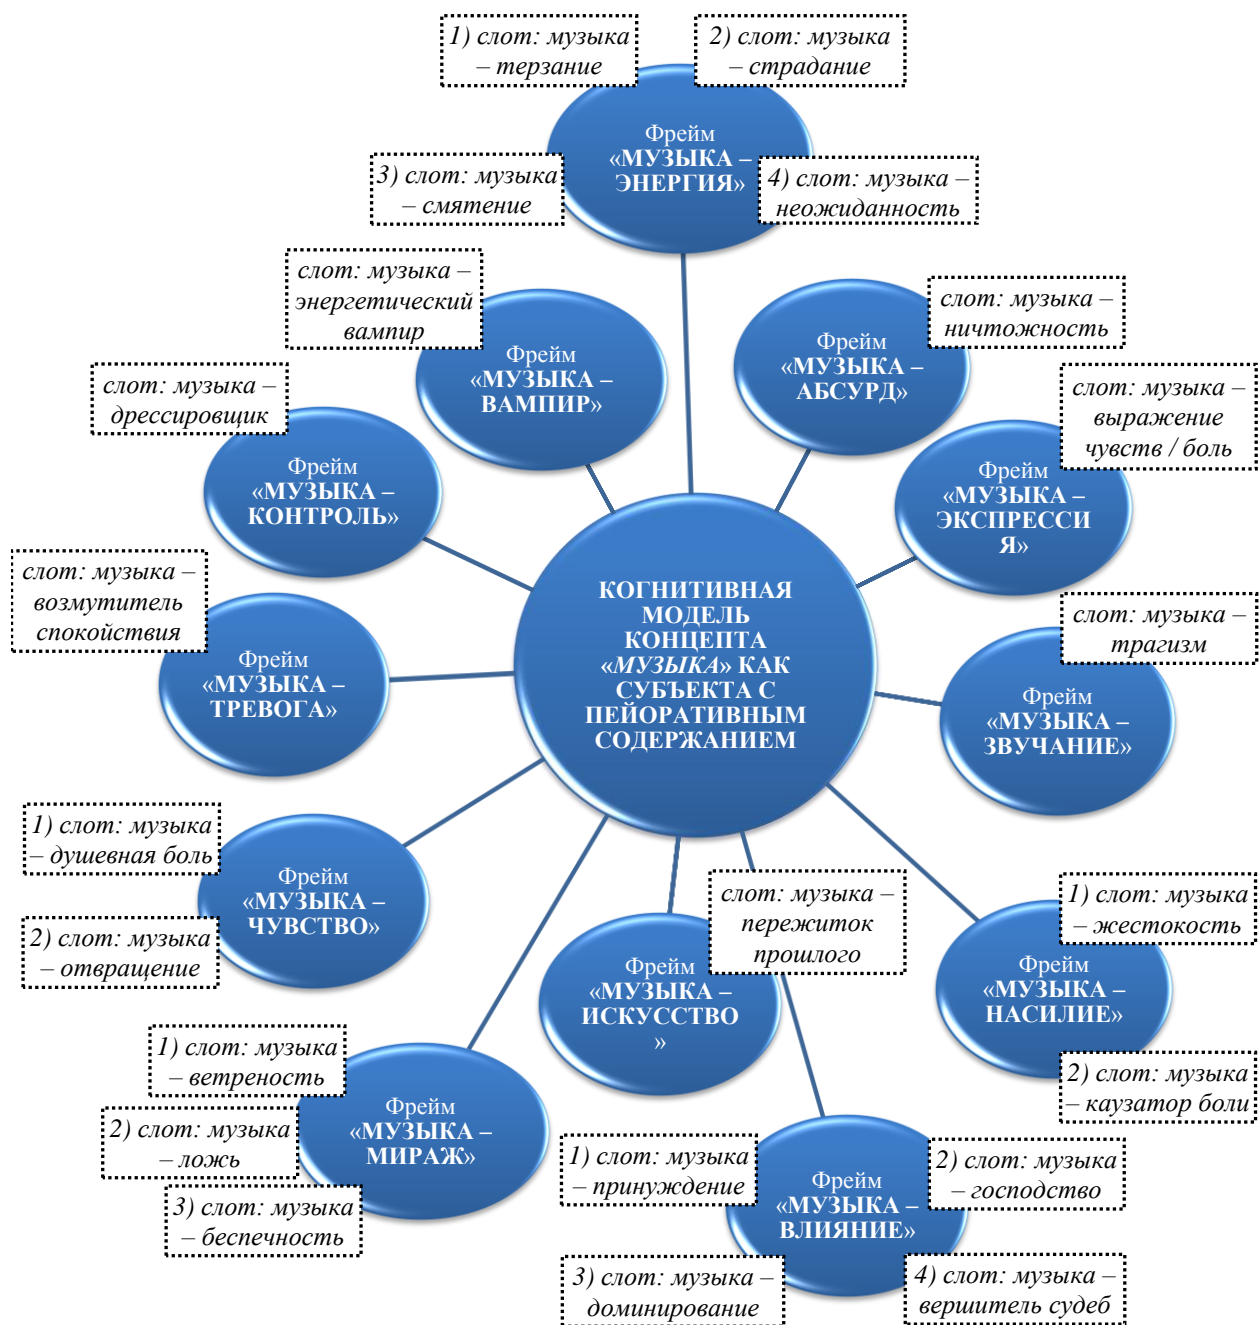 1) слот: музыка
– терзание
2) слот: музыка
– страдание
Фрейм
«МУЗЫКА –
ЭНЕРГИЯ»
3) слот: музыка
– смятение
4) слот: музыка –
неожиданность
слот: музыка –
энергетический
вампир
Фрейм
«МУЗЫКА –
ВАМПИР»
слот: музыка –
ничтожность
Фрейм
«МУЗЫКА –
АБСУРД»
слот: музыка –
дрессировщик
Фрейм
«МУЗЫКА –
КОНТРОЛЬ»
слот: музыка –
выражение
чувств / боль
Фрейм
«МУЗЫКА –
ЭКСПРЕССИ
Я»
слот: музыка –
возмутитель
спокойствия
Фрейм
«МУЗЫКА –
ТРЕВОГА»
КОГНИТИВНАЯ
МОДЕЛЬ
КОНЦЕПТА
«МУЗЫКА» КАК
СУБЪЕКТА С
ПЕЙОРАТИВНЫМ
СОДЕРЖАНИЕМ
слот: музыка –
трагизм
Фрейм
«МУЗЫКА –
ЗВУЧАНИЕ»
1) слот: музыка
– душевная боль
Фрейм
«МУЗЫКА –
ЧУВСТВО»
2) слот: музыка
– отвращение
слот: музыка –
пережиток
прошлого
Фрейм
«МУЗЫКА –
ИСКУССТВО
»
1) слот: музыка
– жестокость
Фрейм
«МУЗЫКА –
НАСИЛИЕ»
2) слот: музыка
– каузатор боли
1) слот: музыка
– ветреность
Фрейм
«МУЗЫКА –
МИРАЖ»
2) слот: музыка
– ложь
3) слот: музыка
– беспечность
1) слот: музыка
– принуждение
2) слот: музыка
– господство
Фрейм
«МУЗЫКА –
ВЛИЯНИЕ»
3) слот: музыка –
доминирование
4) слот: музыка –
вершитель судеб